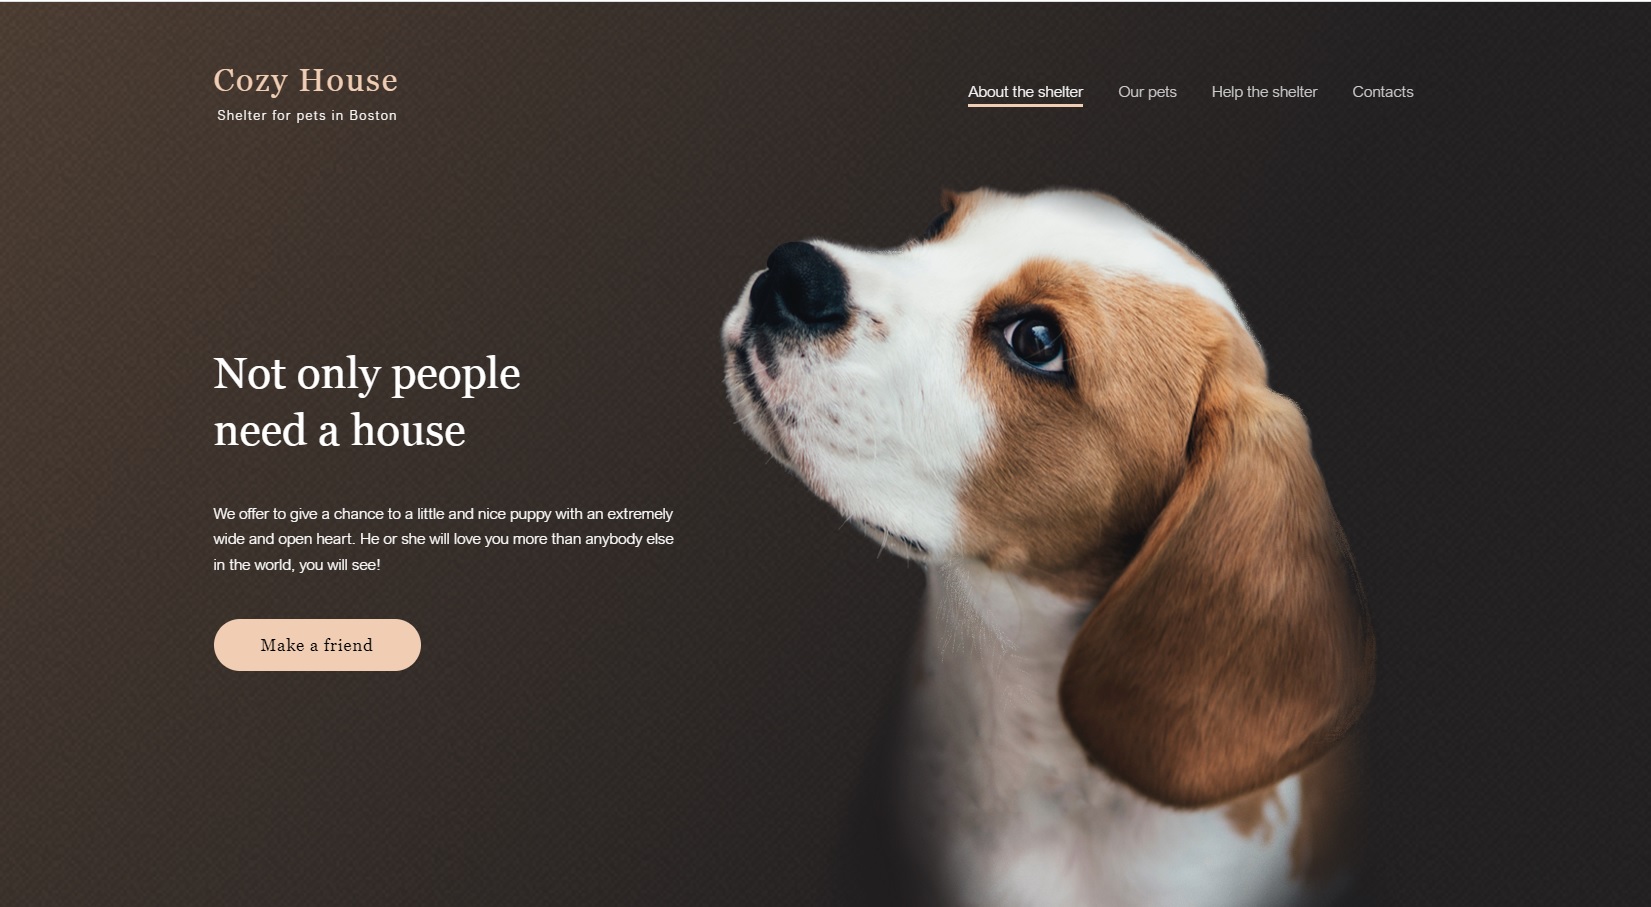 Cozy House
Shelter for pets in Boston
About the shelter
Our pets
Help the shelter
Contacts
Not only people
need a house
We offer to give a chance to a little and nice puppy with an extremely
wide and open heart. He or she will love you more than anybody else
in the world, you will see!
Make a friend